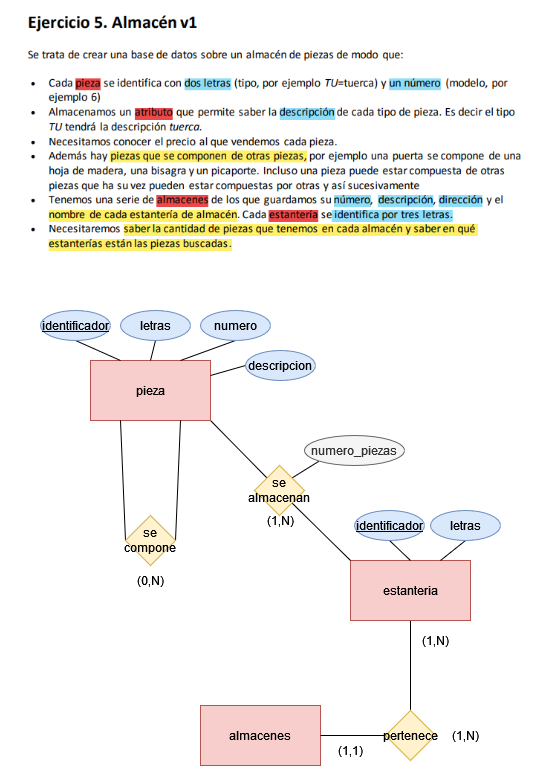 Ejercicio 5. Almacén v1
Se trata de crear una base de datos sobre un almacén de piezas de modo que:
• Cada pieza se identifica con dos letras (tipo, por ejemplo TU=tuerca) y un número (modelo, por
ejemplo 6)
• Almacenamos un atributo que permite saber la descripción de cada tipo de pieza. Es decir el tipo
TU tendrá la descripción tuerca.
• Necesitamos conocer el precio al que vendemos cada pieza.
• Además hay piezas que se componen de otras piezas, por ejemplo una puerta se compone de una
hoja de madera, una bisagra y un picaporte. Incluso una pieza puede estar compuesta de otras
piezas que ha su vez pueden estar compuestas por otras y así sucesivamente
• Tenemos una serie de almacenes de los que guardamos su número, descripción, dirección y el
nombre de cada estantería de almacén. Cada estantería se identifica por tres letras.
• Necesitaremos saber la cantidad de piezas que tenemos en cada almacén y saber en qué
estanterías están las piezas buscadas.
identificador
letras
numero
descripcion
pieza
numero_piezas
se
almacenan
(1,N)
se
compone
(0,N)
identificador
letras
estanteria
(1,N)
almacenes
(1,1)
pertenece
(1,N)